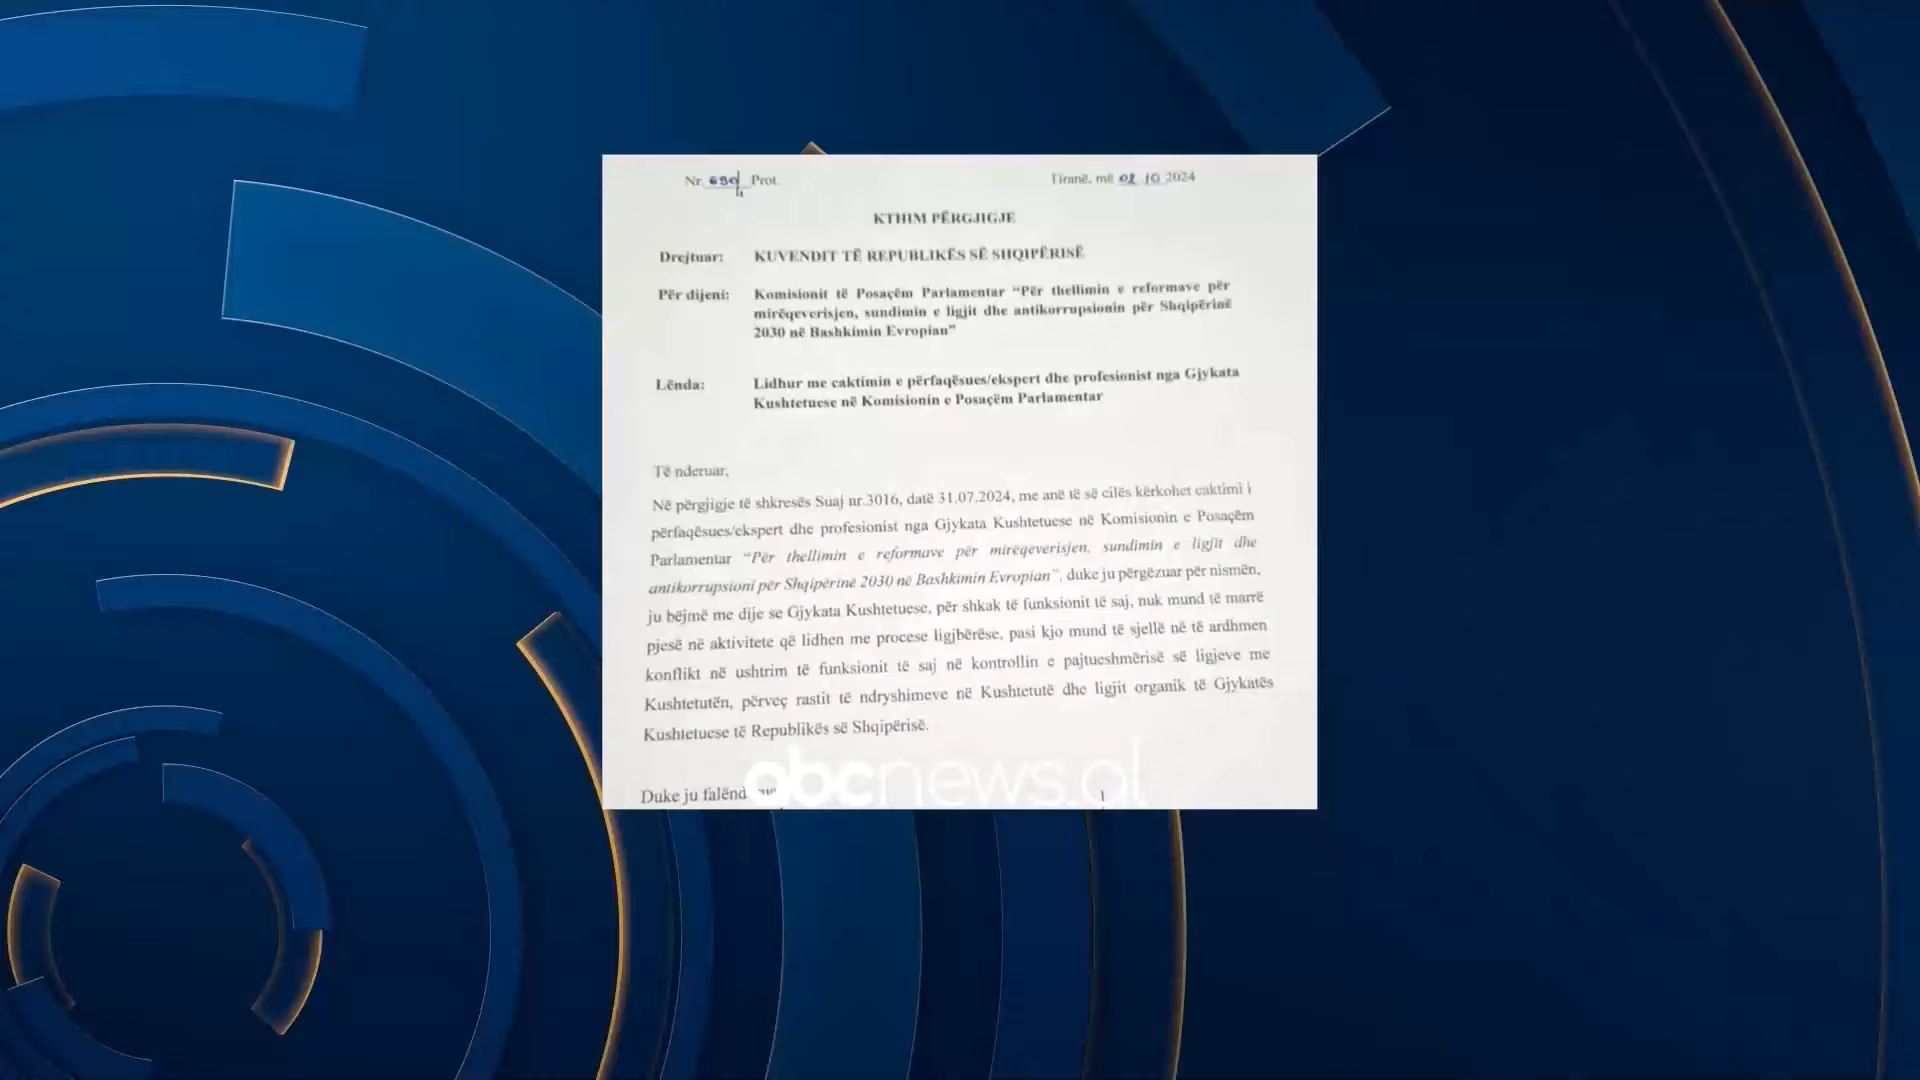 Nr. 690/1 Prot.
Tiranë, më 02.10.2024
KTHIM PËRGJIGJE
Drejtuar: KUVENDIT TË REPUBLIKËS SË SHQIPËRISË
Për dijeni: Komisionit të Posaçëm Parlamentar “Për thellimin e reformave për
mirëqeverisjen, sundimin e ligjit dhe antikorrupsionin për Shqipërinë
2030 në Bashkimin Evropian”
Lënda: Lidhur me caktimin e përfaqësues/ekspert dhe profesionist nga Gjykata
Kushtetuese në Komisionin e Posaçëm Parlamentar
Të nderuar,
Në përgjigje të shkresës Suaj nr.3016, datë 31.07.2024, me anë të së cilës kërkohet caktimi i
përfaqësues/ekspert dhe profesionist nga Gjykata Kushtetuese në Komisionin e Posaçëm
Parlamentar “Për thellimin e reformave për mirëqeverisjen, sundimin e ligjit dhe
antikorrupsioni për Shqipërinë 2030 në Bashkimin Evropian”, duke ju përgëzuar për nismën,
ju bëjmë me dije se Gjykata Kushtetuese, për shkak të funksionit të saj, nuk mund të marrë
pjesë në aktivitete që lidhen me procese ligjbërëse, pasi kjo mund të sjellë në të ardhmen
konflikt në ushtrim të funksionit të saj në kontrollin e pajtueshmërisë së ligjeve me
Kushtetutën, përveç rastit të ndryshimeve në Kushtetutë dhe ligjit organik të Gjykatës
Kushtetuese të Republikës së Shqipërisë.
abcnews.al
Duke ju falënd